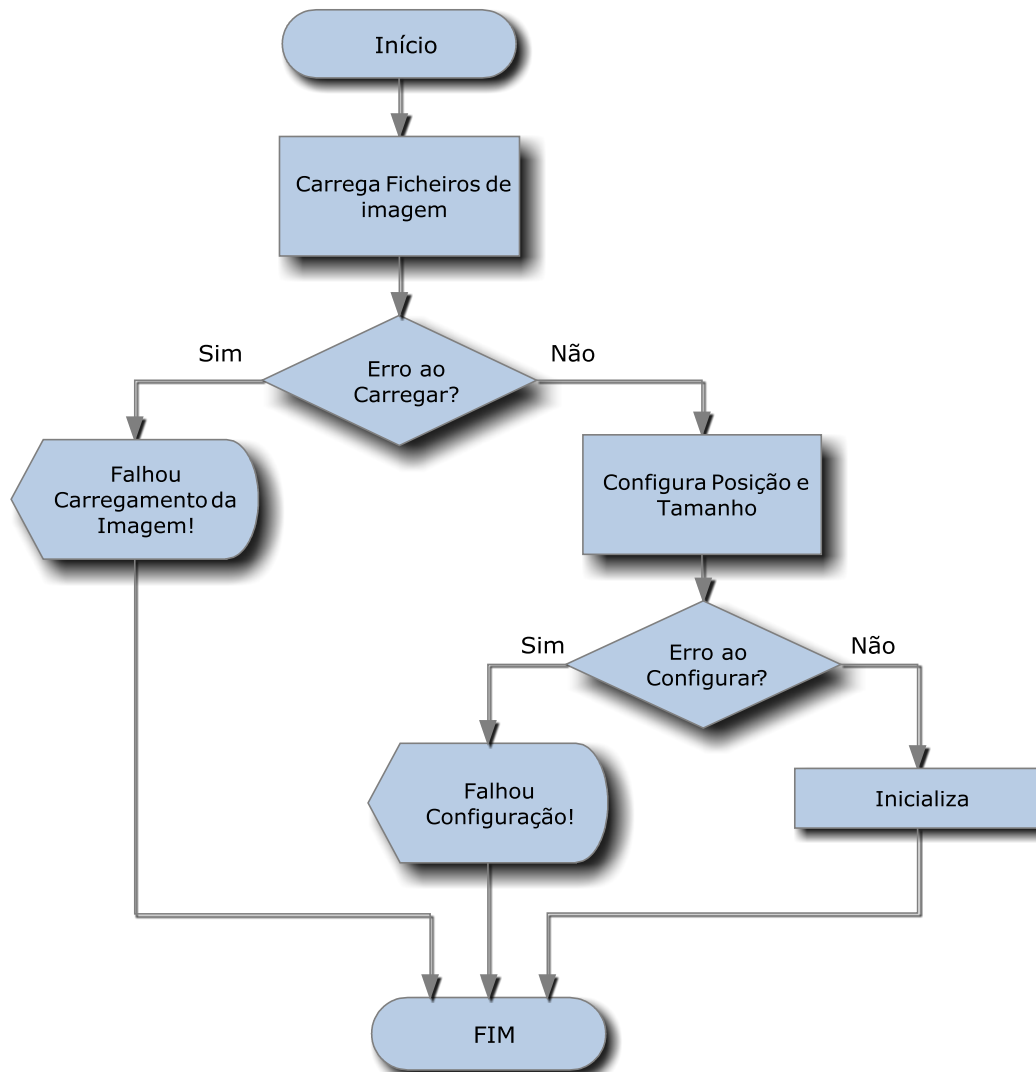 Início
Carrega Ficheiros de
imagem
Sim
Erro ao
Carregar?
Não
Falhou
Carregamento da
Imagem!
Configura Posição e
Tamanho
Sim
Erro ao
Configurar?
Não
Falhou
Configuração!
Inicializa
FIM